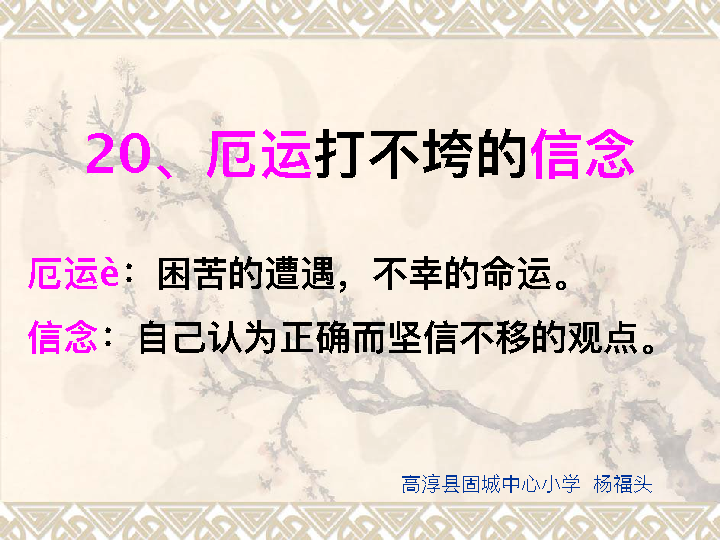 20、厄运打不垮的信念
厄运è：困苦的遭遇，不幸的命运。
信念：自己认为正确而坚信不移的观点。
高淳县固城中心小学 杨福头